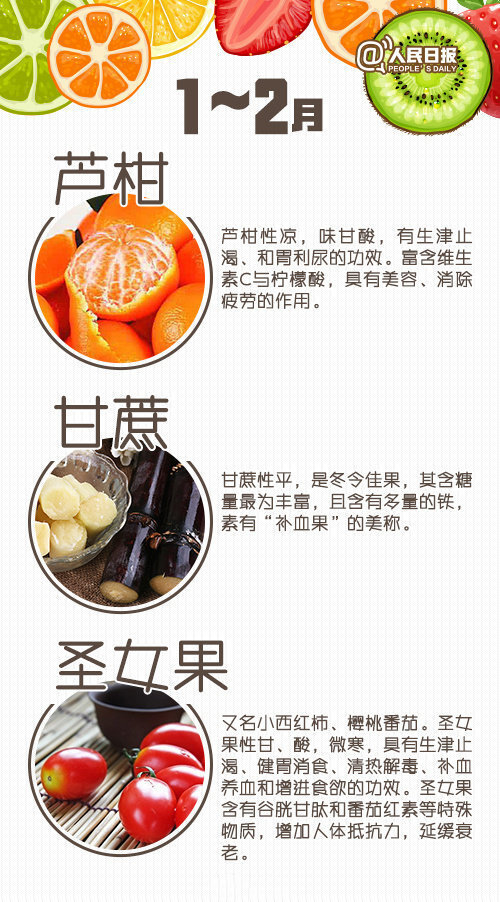 @人民日报
PEOPLE'S DAILY
1~2月
芦柑
芦柑性凉，味甘酸，有生津止
渴、和胃利尿的功效。富含维生
素C与柠檬酸，具有美容、消除
疲劳的作用。
甘蔗
甘蔗性平，是冬令佳果，其含糖
量最为丰富，且含有多量的铁，
素有“补血果”的美称。
圣女果
又名小西红柿、樱桃番茄。圣女
果性甘、酸，微寒，具有生津止
渴、健胃消食、清热解毒、补血
养血和增进食欲的功效。圣女果
含有谷胱甘肽和番茄红素等特殊
物质，增加人体抵抗力，延缓衰
老。